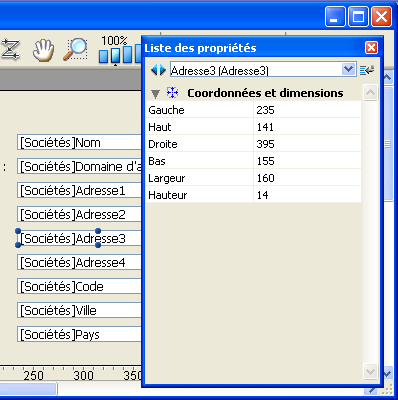 100%
Liste des propriétés
Adresse3 (Adresse3)
Coordonnées et dimensions
Gauche 235
Haut 141
Droite 395
Bas 155
Largeur 160
Hauteur 14
[Sociétés]Nom
: [Sociétés]Domaine d'a
[Sociétés]Adresse1
[Sociétés]Adresse2
[Sociétés]Adresse3
[Sociétés]Adresse4
[Sociétés]Code
[Sociétés]Ville
[Sociétés]Pays
250 300 350